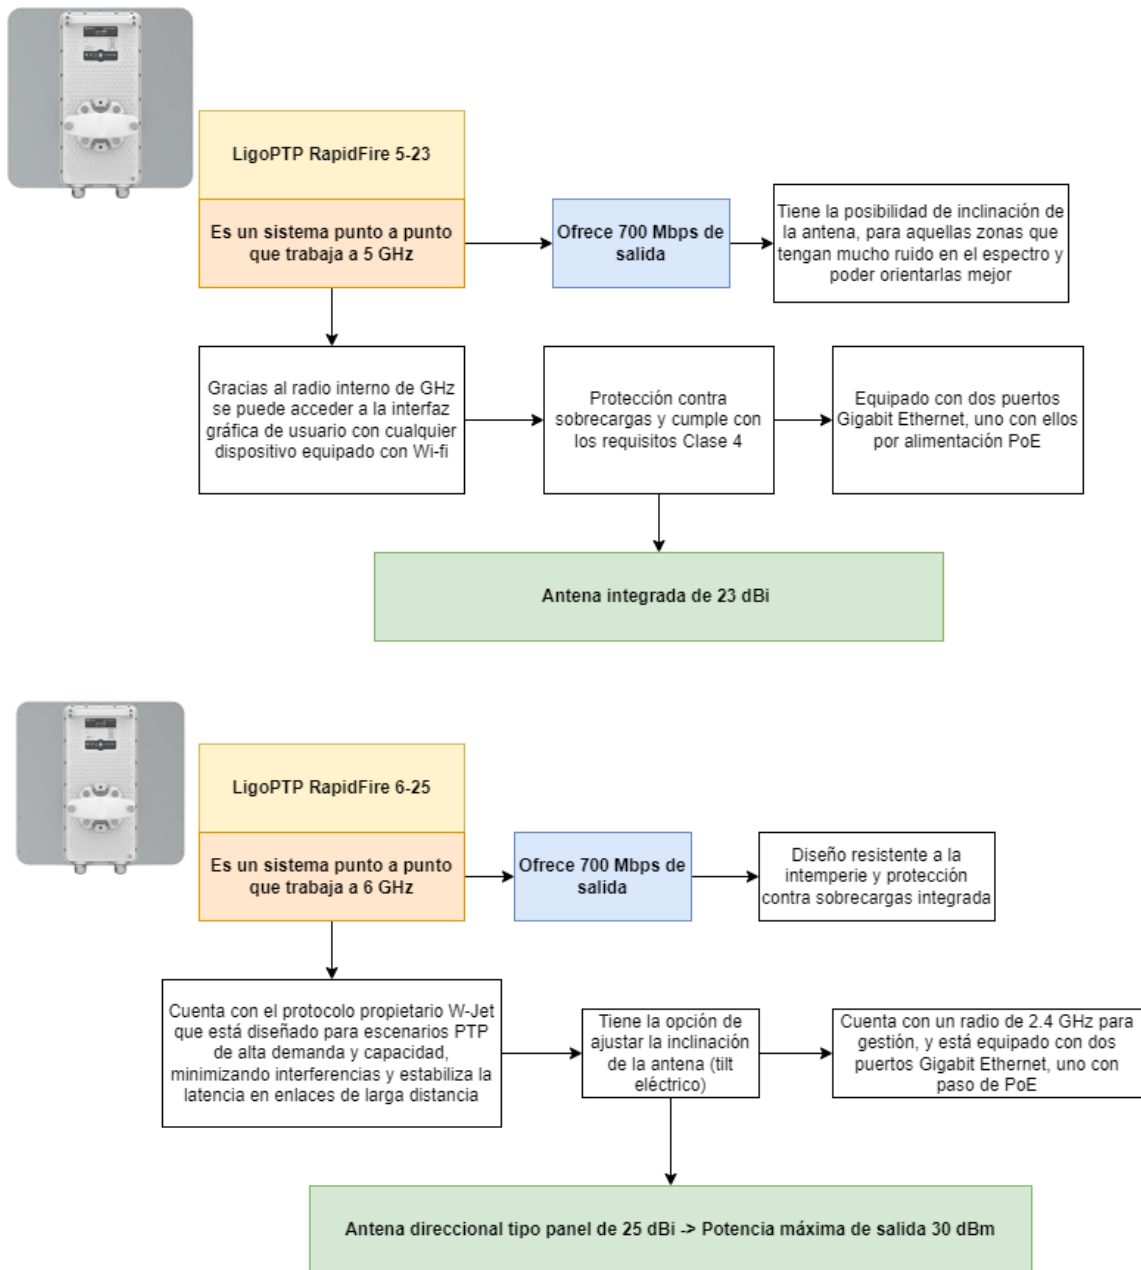 LigoPTP RapidFire 5-23
Es un sistema punto a punto
que trabaja a 5 GHz
Ofrece 700 Mbps de
salida
Tiene la posibilidad de inclinación de
la antena, para aquellas zonas que
tengan mucho ruido en el espectro y
poder orientarlas mejor
Gracias al radio interno de GHz
se puede acceder a la interfaz
gráfica de usuario con cualquier
dispositivo equipado con Wi-fi
Protección contra
sobrecargas y cumple con
los requisitos Clase 4
Equipado con dos puertos
Gigabit Ethernet, uno con ellos
por alimentación PoE
Antena integrada de 23 dBi
LigoPTP RapidFire 6-25
Es un sistema punto a punto
que trabaja a 6 GHz
Ofrece 700 Mbps de
salida
Diseño resistente a la
intemperie y protección
contra sobrecargas integrada
Cuenta con el protocolo propietario W-Jet
que está diseñado para escenarios PTP
de alta demanda y capacidad,
minimizando interferencias y estabiliza la
latencia en enlaces de larga distancia
Tiene la opción de
ajustar la inclinación
de la antena (tilt
eléctrico)
Cuenta con un radio de 2.4 GHz para
gestión, y está equipado con dos
puertos Gigabit Ethernet, uno con
paso de PoE
Antena direccional tipo panel de 25 dBi -> Potencia máxima de salida 30 dBm